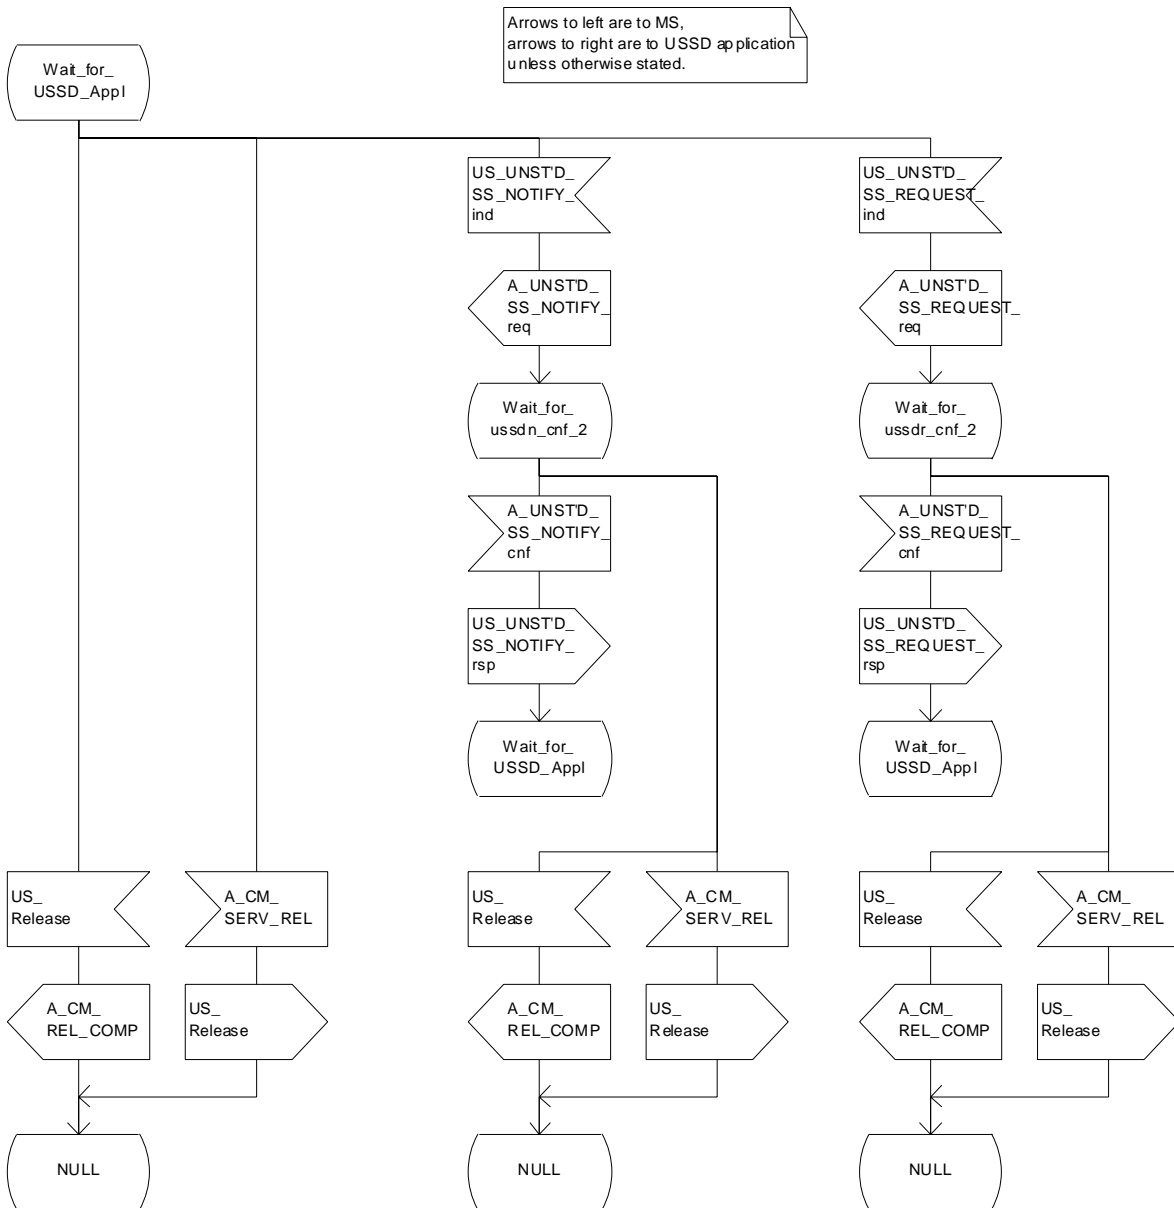 Arrows to left are to MS,
arrows to right are to USSD application
unless otherwise stated.
Wait_for_
USSD_Appl
US_UNST'D_
SS_NOTIFY_
ind
US_UNST'D_
SS_REQUEST_
ind
A_UNST'D_
SS_NOTIFY_
req
A_UNST'D_
SS_REQUEST_
req
Wait_for_
ussdn_cnf_2
Wait_for_
ussdr_cnf_2
A_UNST'D_
SS_NOTIFY_
cnf
A_UNST'D_
SS_REQUEST_
cnf
US_UNST'D_
SS_NOTIFY_
rsp
US_UNST'D_
SS_REQUEST_
rsp
Wait_for_
USSD_Appl
Wait_for_
USSD_Appl
US_
Release
A_CM_
SERV_REL
US_
Release
A_CM_
SERV_REL
US_
Release
A_CM_
SERV_REL
A_CM_
REL_COMP
US_
Release
A_CM_
REL_COMP
US_
Release
A_CM_
REL_COMP
US_
Release
NULL
NULL
NULL